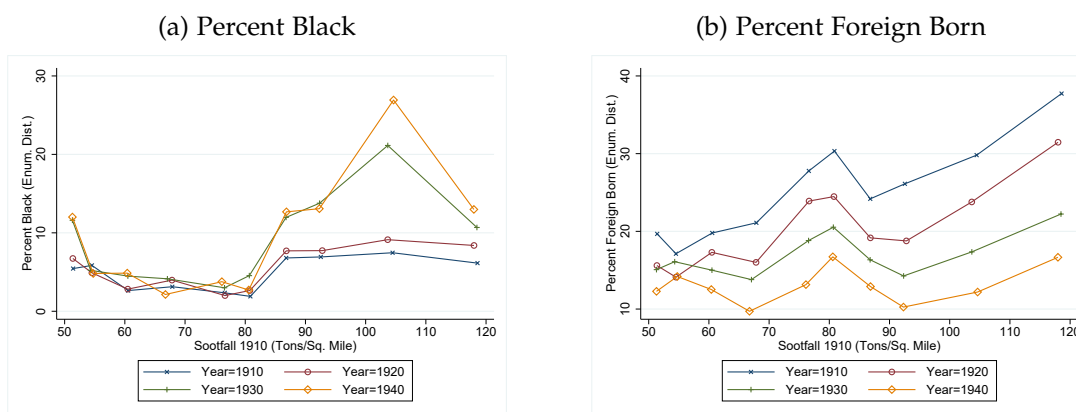 (a) Percent Black
(b) Percent Foreign Born
Percent Black (Enum. Dist.)
30
20
10
0
50 60 70 80 90 100 110 120
Sootfall 1910 (Tons/Sq. Mile)
Year=1910 Year=1920
Year=1930 Year=1940
Percent Foreign Born (Enum. Dist.)
40
30
20
10
50 60 70 80 90 100 110 120
Sootfall 1910 (Tons/Sq. Mile)
Year=1910 Year=1920
Year=1930 Year=1940